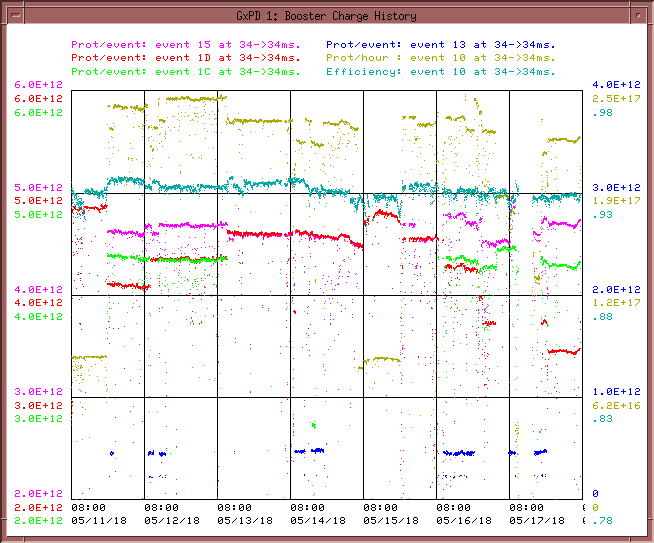 GxPD 1: Booster Charge History
Prot/event: event 15 at 34->34ms. Prot/event: event 13 at 34->34ms.
Prot/event: event 1D at 34->34ms. Prot/hour : event 10 at 34->34ms.
Prot/event: event 1C at 34->34ms. Efficiency: event 10 at 34->34ms.
6.0E+12 4.0E+12
6.0E+12 2.5E+17
6.0E+12 .98
5.0E+12 3.0E+12
5.0E+12 1.9E+17
5.0E+12 .93
4.0E+12 2.0E+12
4.0E+12 1.2E+17
4.0E+12 .88
3.0E+12 1.0E+12
3.0E+12 6.2E+16
3.0E+12 .83
2.0E+12 0
2.0E+12 08:00 08:00 08:00 08:00 08:00 08:00 08:00 0
2.0E+12 05/11/18 05/12/18 05/13/18 05/14/18 05/15/18 05/16/18 05/17/18 .78